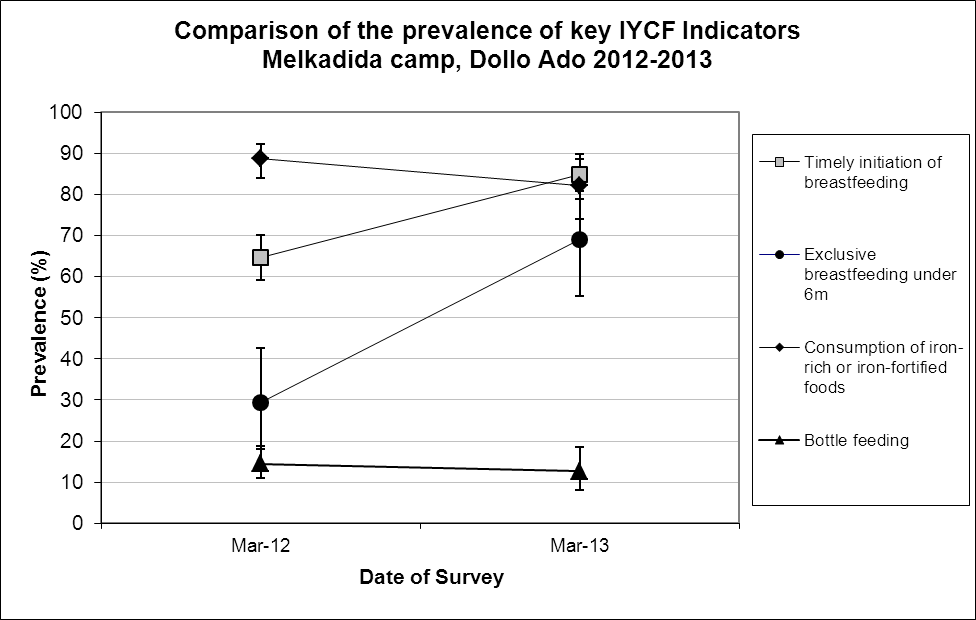 Comparison of the prevalence of key IYCF Indicators
Melkadida camp, Dollo Ado 2012-2013
100
90
80
70
60
50
40
30
20
10
0
Prevalence (%)
Mar-12
Mar-13
Date of Survey
Timely initiation of
breastfeeding
Exclusive
breastfeeding under
6m
Consumption of iron-
rich or iron-fortified
foods
Bottle feeding